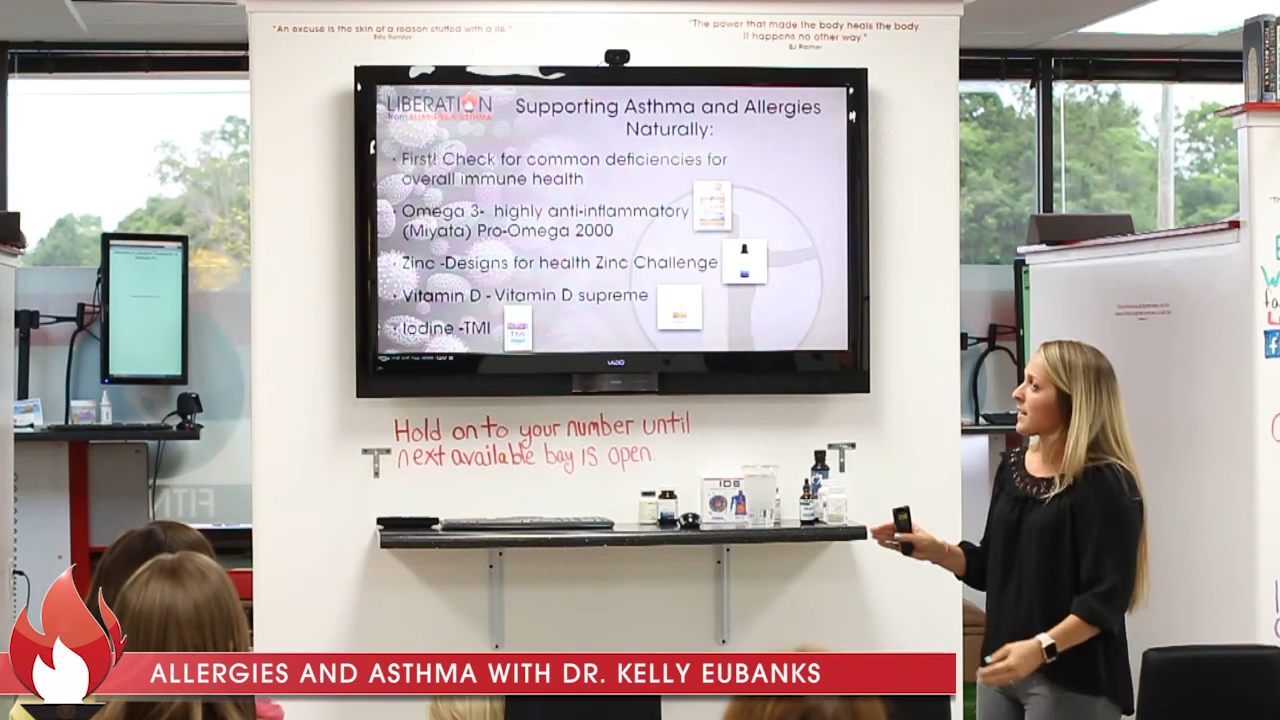 "An excuse is the skin of a reason stuffed with a lie."
Billy Sunday
"The power that made the body heals the body.
It happens no other way."
BJ Palmer
LIBERATION
from ALLERGIES & ASTHMA
Supporting Asthma and Allergies
Naturally:
· First! Check for common deficiencies for
overall immune health
· Omega 3- highly anti-inflammatory
(Miyata) Pro-Omega 2000
· Zinc -Designs for health Zinc Challenge
· Vitamin D - Vitamin D supreme
· Iodine -TMI
VIZIO
Hold onto your number until
next available bay is open.
ALLERGIES AND ASTHMA WITH DR. KELLY EUBANKS